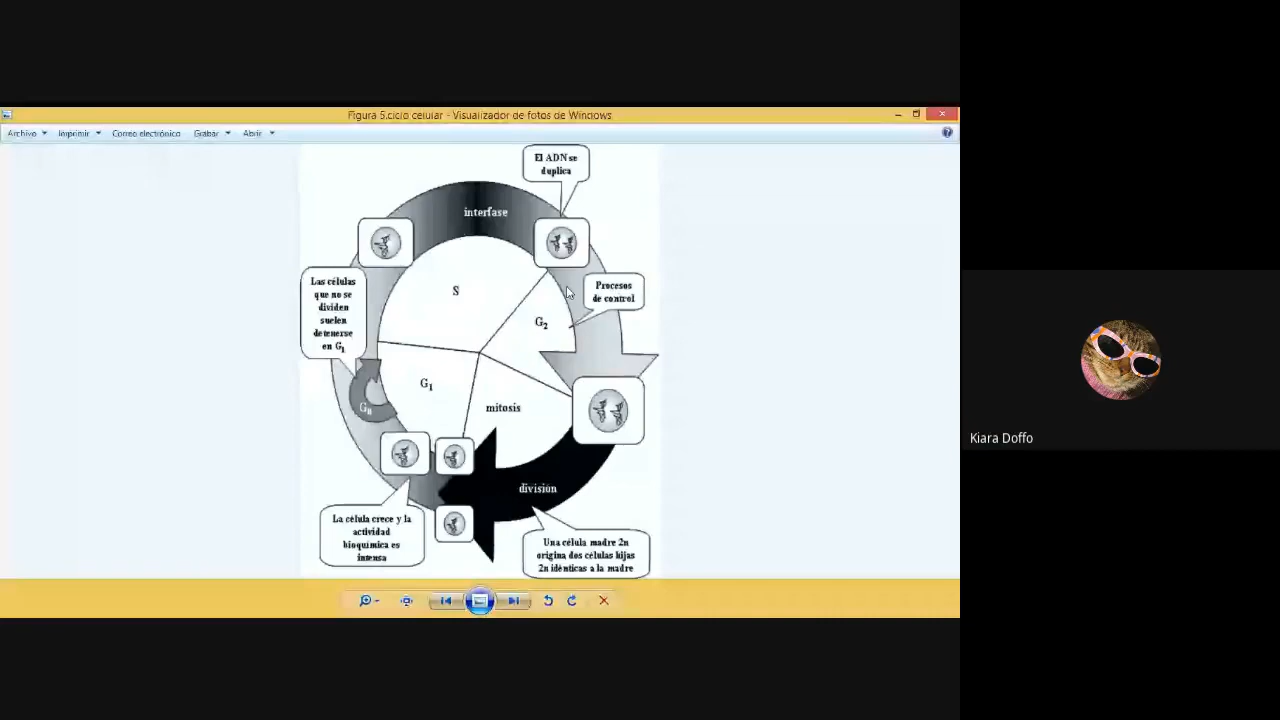 Figura 5.ciclo celular - Visualizador de fotos de Windows
Archivo Imprimir Correo electrónico Grabar Abrir
El ADN se
duplica
interfase
Las células
que no se
dividen
suelen
detenerse
en G1
S
Procesos
de control
G2
G1
G0
mitosis
división
La célula crece y la
actividad
bioquímica es
intensa
Una célula madre 2n
origina dos células hijas
2n idénticas a la madre
Kiara Doffo